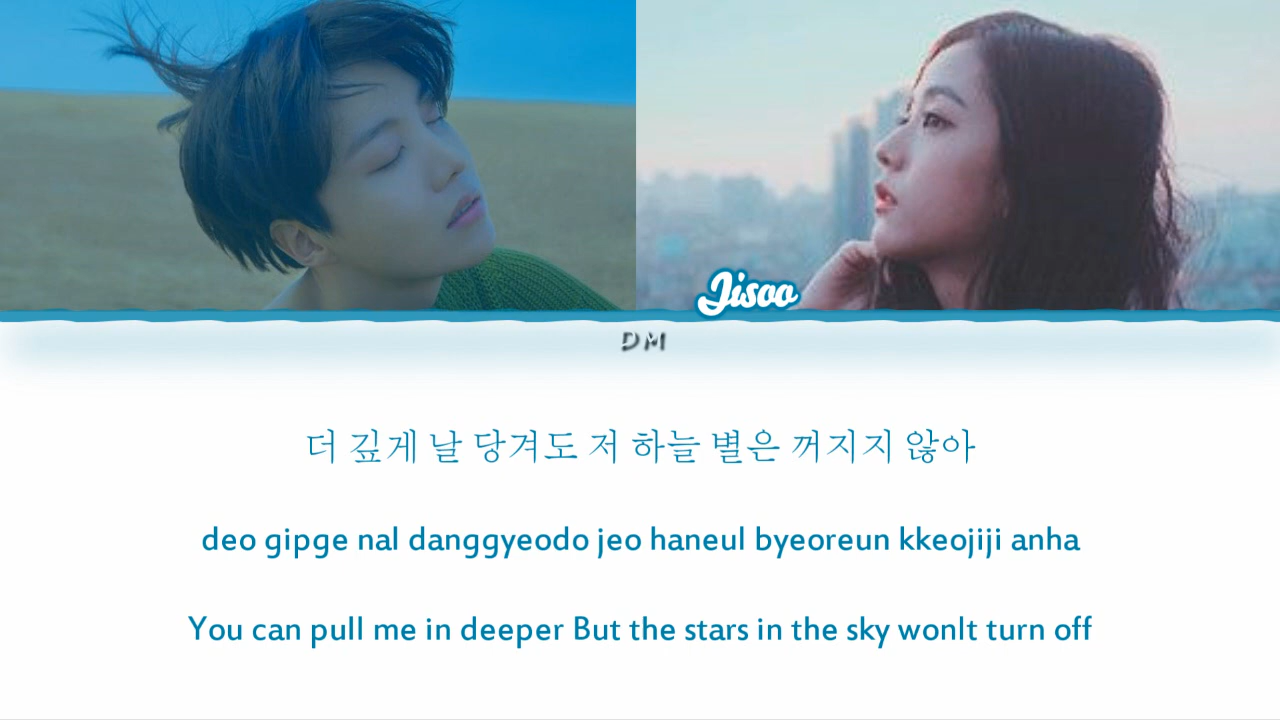 Jisoo
DM
더 깊게 날 당겨도 저 하늘 별은 꺼지지 않아
deo gipge nal danggyeodo jeo haneul byeoreun kkeojiji anha
You can pull me in deeper But the stars in the sky wonlt turn off